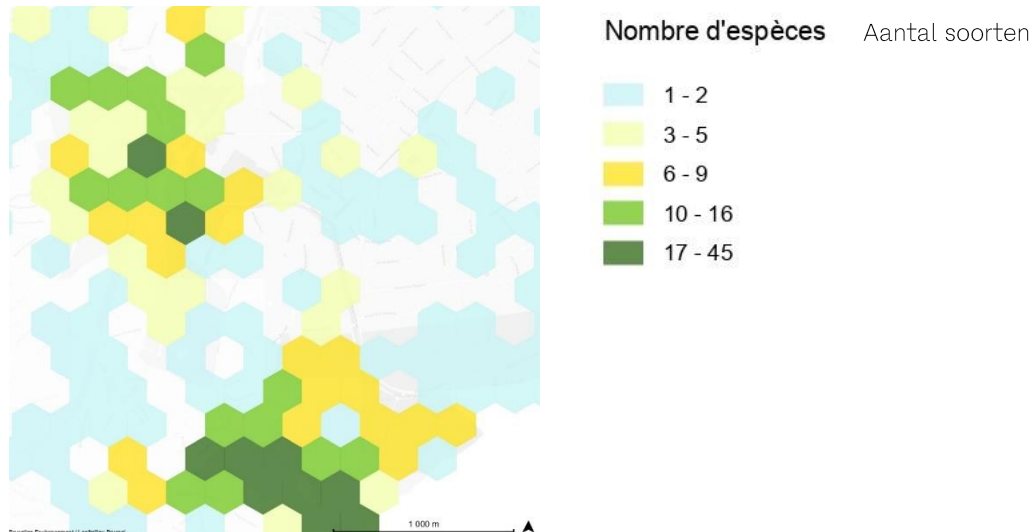 Nombre d'espèces Aantal soorten
1 - 2
3 - 5
6 - 9
10 - 16
17 - 45
1 000 m